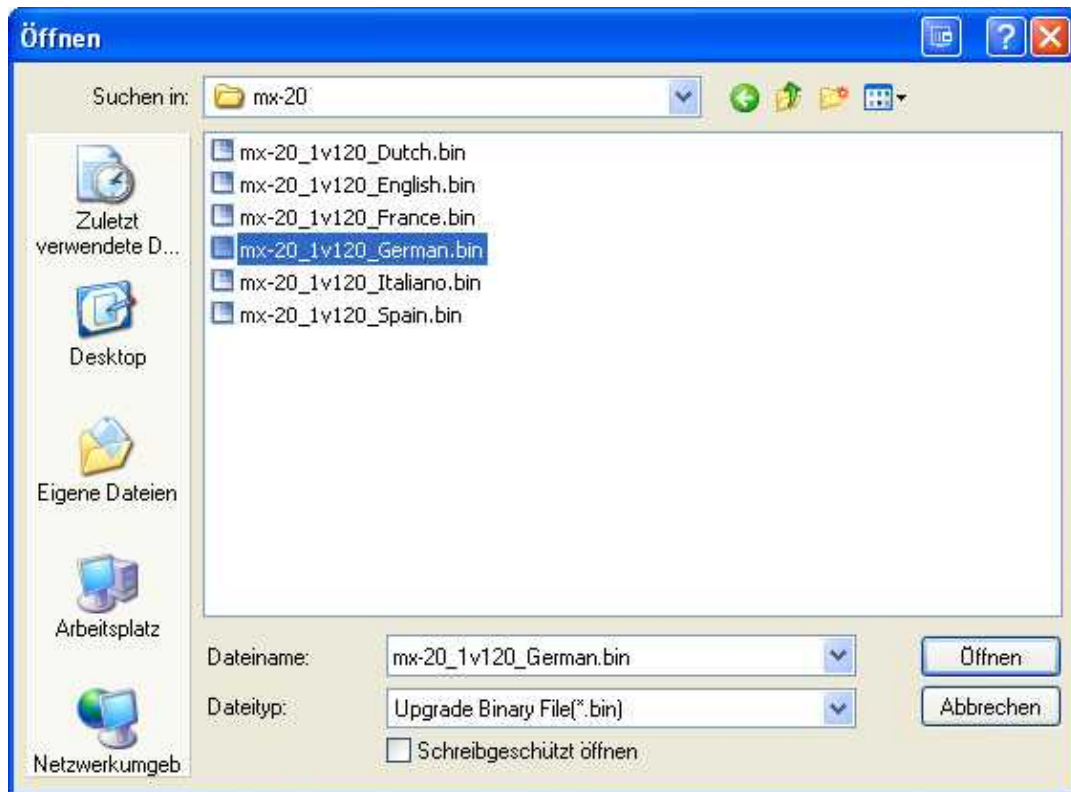 Öffnen
Suchen in: mx-20
Zuletzt
verwendete D...
Desktop
Eigene Dateien
Arbeitsplatz
Netzwerkumgeb
mx-20_1v120_Dutch.bin
mx-20_1v120_English.bin
mx-20_1v120_France.bin
mx-20_1v120_German.bin
mx-20_1v120_Italiano.bin
mx-20_1v120_Spain.bin
Dateiname: mx-20_1v120_German.bin Öffnen
Dateityp: Upgrade Binary File(*.bin) Abbrechen
Schreibgeschützt öffnen